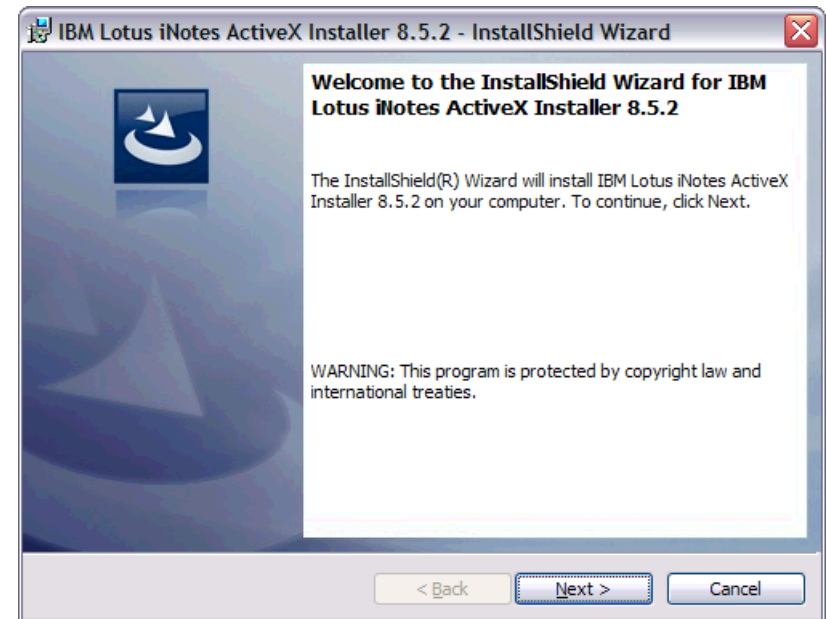 IBM Lotus iNotes ActiveX Installer 8.5.2 - InstallShield Wizard
Welcome to the InstallShield Wizard for IBM
Lotus iNotes ActiveX Installer 8.5.2
The InstallShield(R) Wizard will install IBM Lotus iNotes ActiveX
Installer 8.5.2 on your computer. To continue, click Next.
WARNING: This program is protected by copyright law and
international treaties.
< Back Next > Cancel